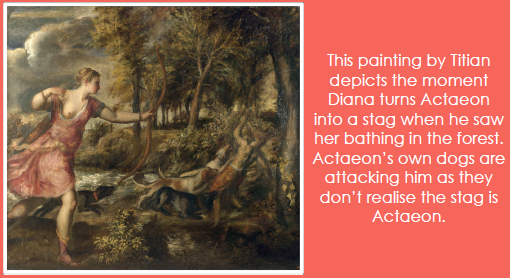 This painting by Titian
depicts the moment
Diana turns Actaeon
into a stag when he saw
her bathing in the forest.
Actaeon's own dogs are
attacking him as they
don't realise the stag is
Actaeon.